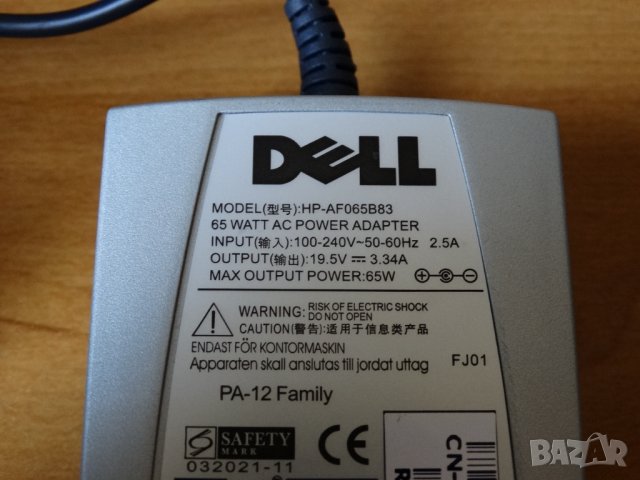 DELL
MODEL(型号):HP-AF065B83
65 WATT AC POWER ADAPTER
INPUT(输入):100-240V~50-60Hz 2.5A
OUTPUT(输出):19.5V⎓3.34A
MAX OUTPUT POWER:65W
WARNING: RISK OF ELECTRIC SHOCK
DO NOT OPEN
CAUTION(警告):适用于信息类产品
ENDAST FÖR KONTORMASKIN
Apparaten skall anslutas till jordat uttag
FJ01
PA-12 Family
S SAFETY
MARK
CE
032021-11
CN-
R
BAZAR